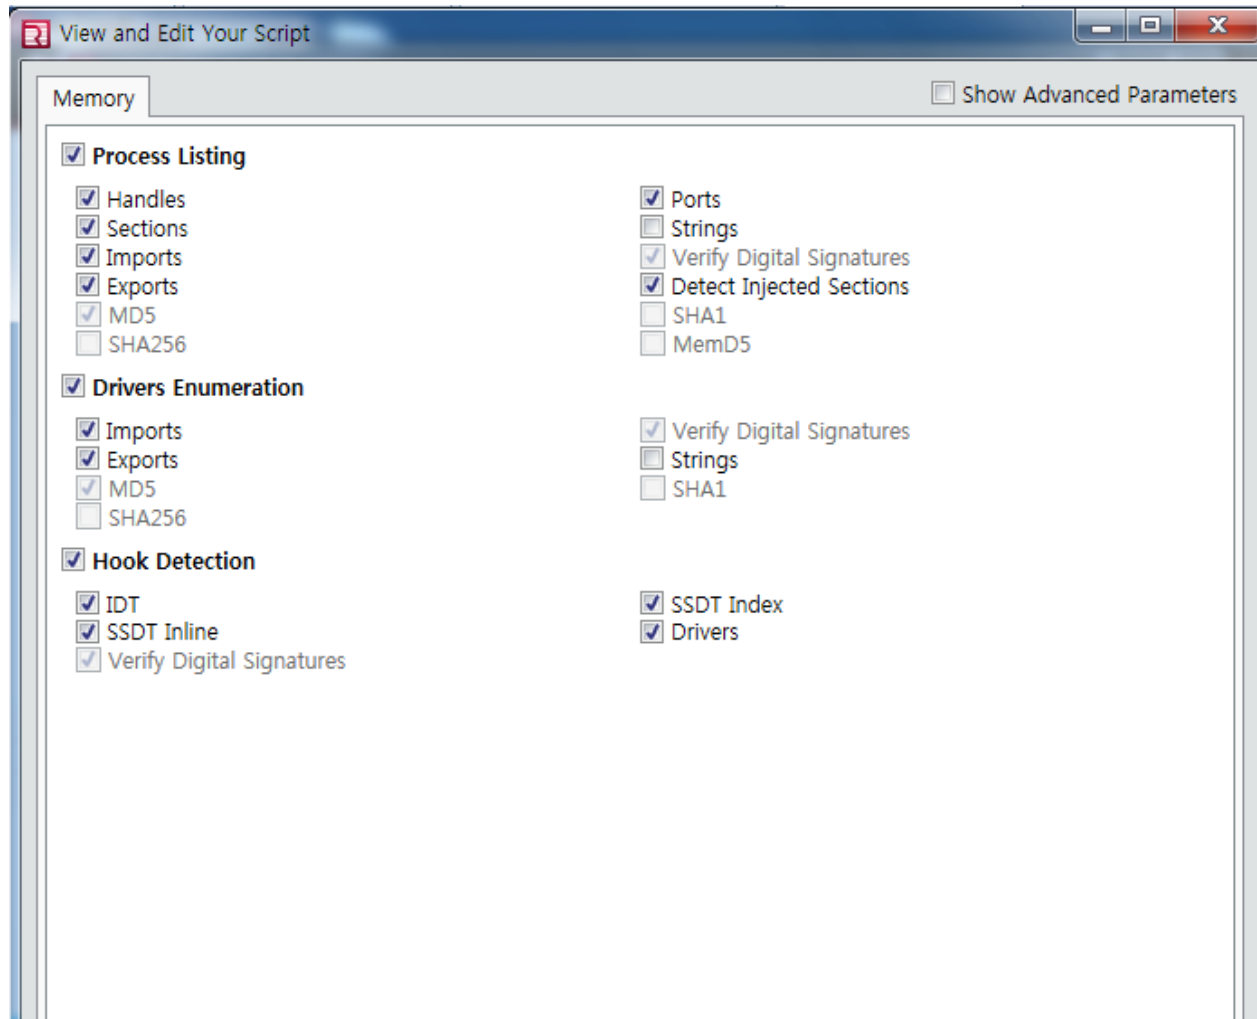 View and Edit Your Script
Memory
Show Advanced Parameters
Process Listing
Handles
Ports
Sections
Strings
Imports
Verify Digital Signatures
Exports
Detect Injected Sections
MD5
SHA1
SHA256
MemD5
Drivers Enumeration
Imports
Verify Digital Signatures
Exports
Strings
MD5
SHA1
SHA256
Hook Detection
IDT
SSDT Index
SSDT Inline
Drivers
Verify Digital Signatures